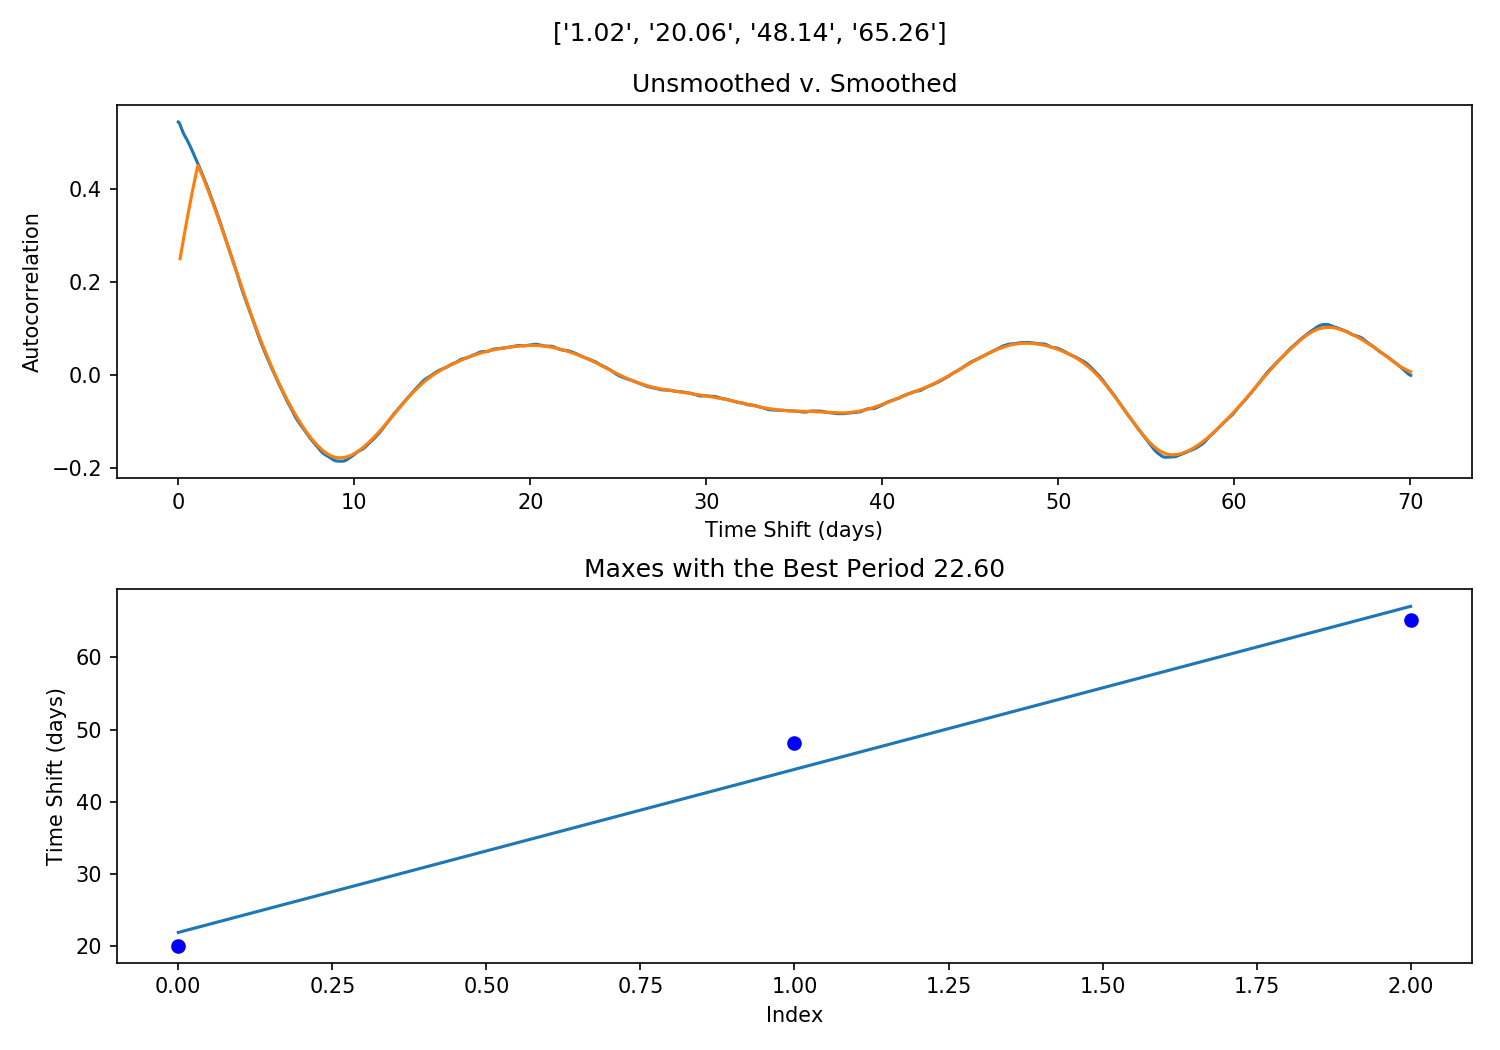 ['1.02', '20.06', '48.14', '65.26']
Unsmoothed v. Smoothed
Autocorrelation
0.4
0.2
0.0
−0.2
0 10 20 30 40 50 60 70
Time Shift (days)
Maxes with the Best Period 22.60
Time Shift (days)
60
50
40
30
20
0.00 0.25 0.50 0.75 1.00 1.25 1.50 1.75 2.00
Index